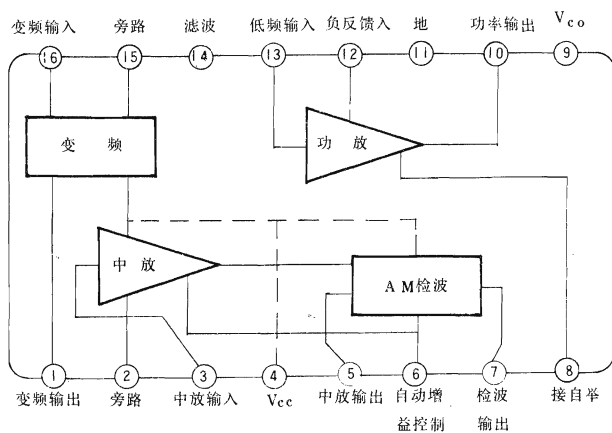 变频输入 旁路 滤波 低频输入 负反馈入 地 功率输出 Vco
16 15 14 13 12 11 10 9
变 频
功 放
中 放
AM检波
1 2 3 4 5 6 7 8
变频输出 旁路 中放输入 Vcc 中放输出 自动增 检波 接自举
益控制 输出